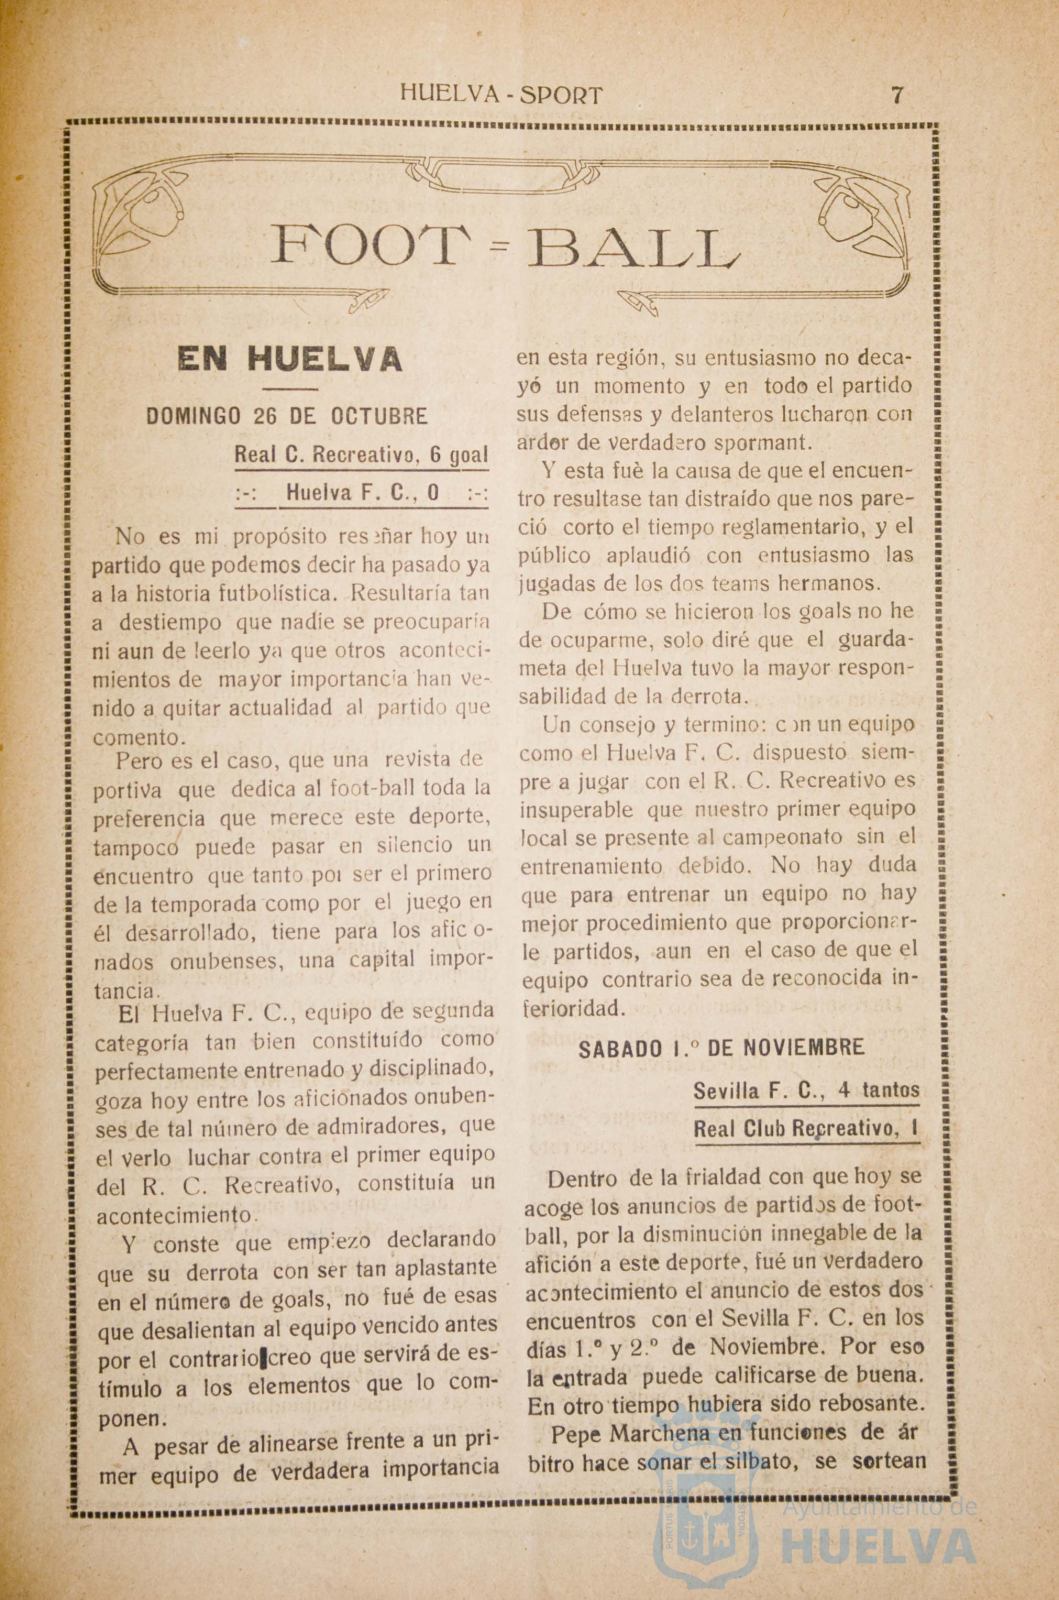 HUELVA - SPORT
7
FOOT = BALL
EN HUELVA
DOMINGO 26 DE OCTUBRE
Real C. Recreativo, 6 goal
:-: Huelva F. C., 0 :-:
No es mi propósito reseñar hoy un
partido que podemos decir ha pasado ya
a la historia futbolística. Resultaría tan
a destiempo que nadie se preocuparía
ni aun de leerlo ya que otros aconteci-
mientos de mayor importancia han ve-
nido a quitar actualidad al partido que
comento.
Pero es el caso, que una revista de
portiva que dedica al foot-ball toda la
preferencia que merece este deporte,
tampoco puede pasar en silencio un
encuentro que tanto por ser el primero
de la temporada como por el juego en
él desarrollado, tiene para los aficio-
nados onubenses, una capital impor-
tancia.
El Huelva F. C., equipo de segunda
categoría tan bien constituído como
perfectamente entrenado y disciplinado,
goza hoy entre los aficionados onuben-
ses de tal número de admiradores, que
el verlo luchar contra el primer equipo
del R. C. Recreativo, constituía un
acontecimiento.
Y conste que empiezo declarando
que su derrota con ser tan aplastante
en el número de goals, no fué de esas
que desalientan al equipo vencido antes
por el contrario creo que servirá de es-
tímulo a los elementos que lo com-
ponen.
A pesar de alinearse frente a un pri-
mer equipo de verdadera importancia
en esta región, su entusiasmo no deca-
yó un momento y en todo el partido
sus defensas y delanteros lucharon con
ardor de verdadero spormant.
Y esta fuè la causa de que el encuen-
tro resultase tan distraído que nos pare-
ció corto el tiempo reglamentario, y el
público aplaudió con entusiasmo las
jugadas de los dos teams hermanos.
De cómo se hicieron los goals no he
de ocuparme, solo diré que el guarda-
meta del Huelva tuvo la mayor respon-
sabilidad de la derrota.
Un consejo y termino: con un equipo
como el Huelva F. C. dispuesto siem-
pre a jugar con el R. C. Recreativo es
insuperable que nuestro primer equipo
local se presente al campeonato sin el
entrenamiento debido. No hay duda
que para entrenar un equipo no hay
mejor procedimiento que proporcionar-
le partidos, aun en el caso de que el
equipo contrario sea de reconocida in-
ferioridad.
SABADO 1.º DE NOVIEMBRE
Sevilla F. C., 4 tantos
Real Club Recreativo, 1
Dentro de la frialdad con que hoy se
acoge los anuncios de partidos de foot-
ball, por la disminución innegable de la
afición a este deporte, fué un verdadero
acontecimiento el anuncio de estos dos
encuentros con el Sevilla F. C. en los
días 1.º y 2.º de Noviembre. Por eso
la entrada puede calificarse de buena.
En otro tiempo hubiera sido rebosante.
Pepe Marchena en funciones de ár
bitro hace sonar el silbato, se sortean
Ayuntamiento de
HUELVA